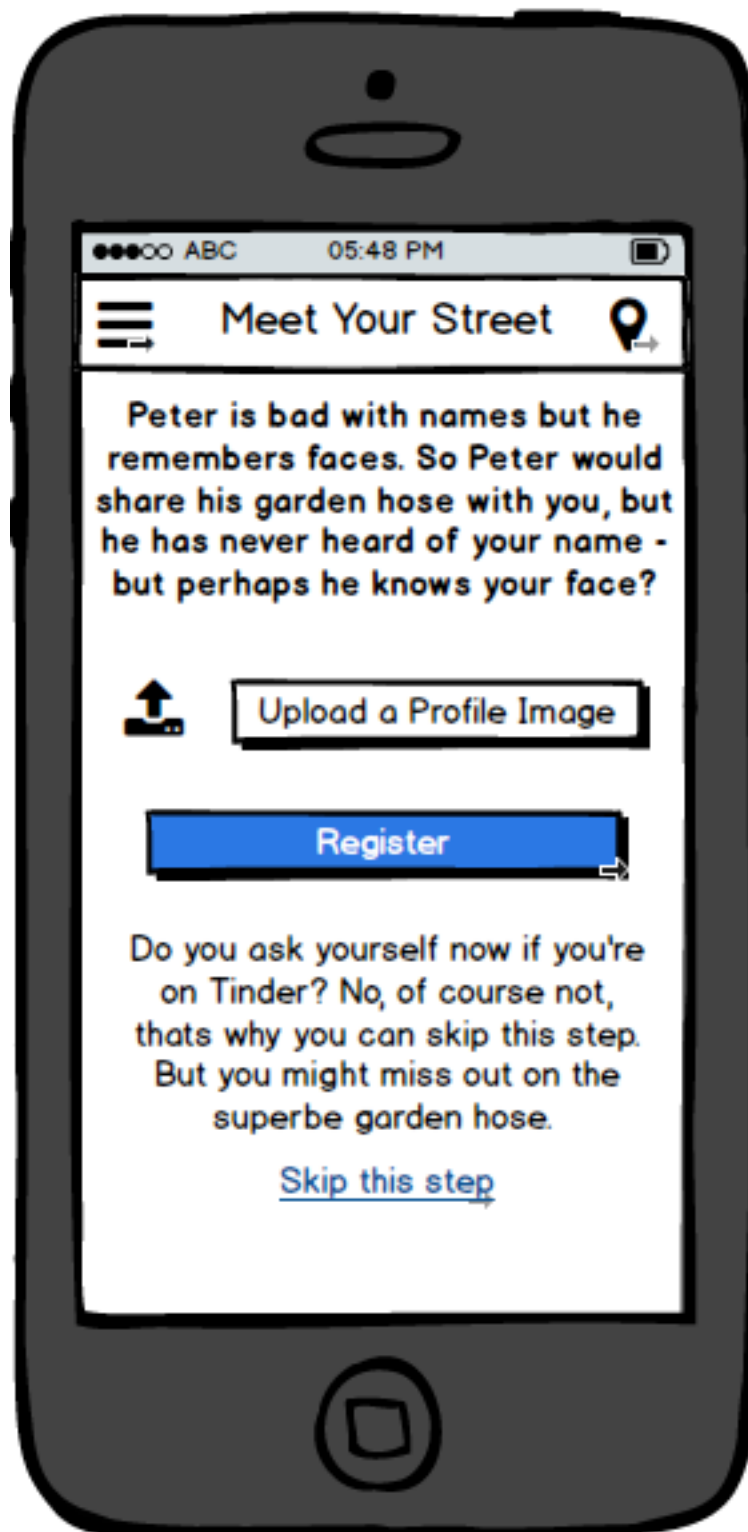 ABC 05:48 PM
Meet Your Street
Peter is bad with names but he
remembers faces. So Peter would
share his garden hose with you, but
he has never heard of your name -
but perhaps he knows your face?
Upload a Profile Image
Register
Do you ask yourself now if you're
on Tinder? No, of course not,
thats why you can skip this step.
But you might miss out on the
superbe garden hose.
Skip this step